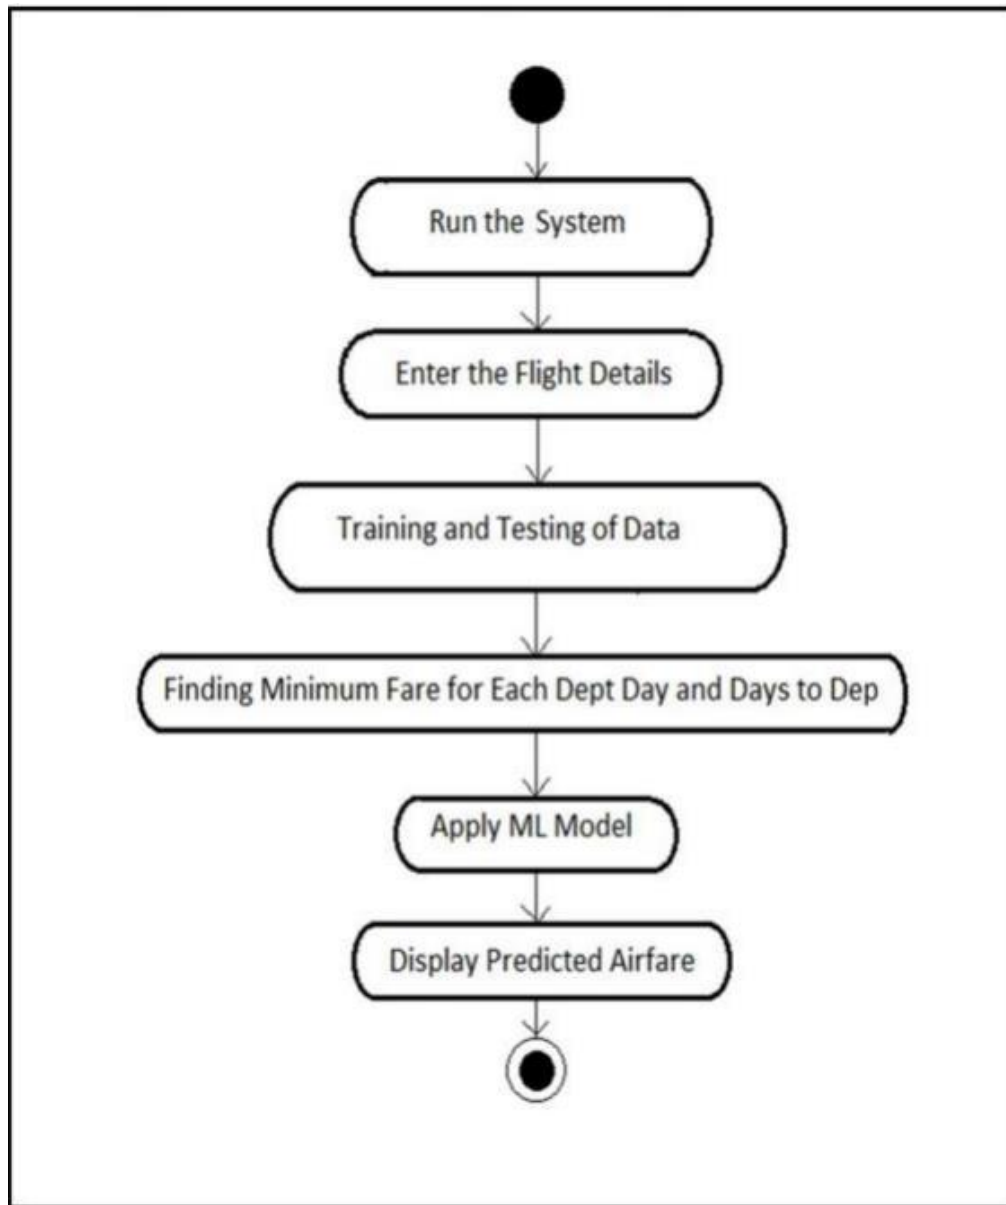 Run the System
Enter the Flight Details
Training and Testing of Data
Finding Minimum Fare for Each Dept Day and Days to Dep
Apply ML Model
Display Predicted Airfare